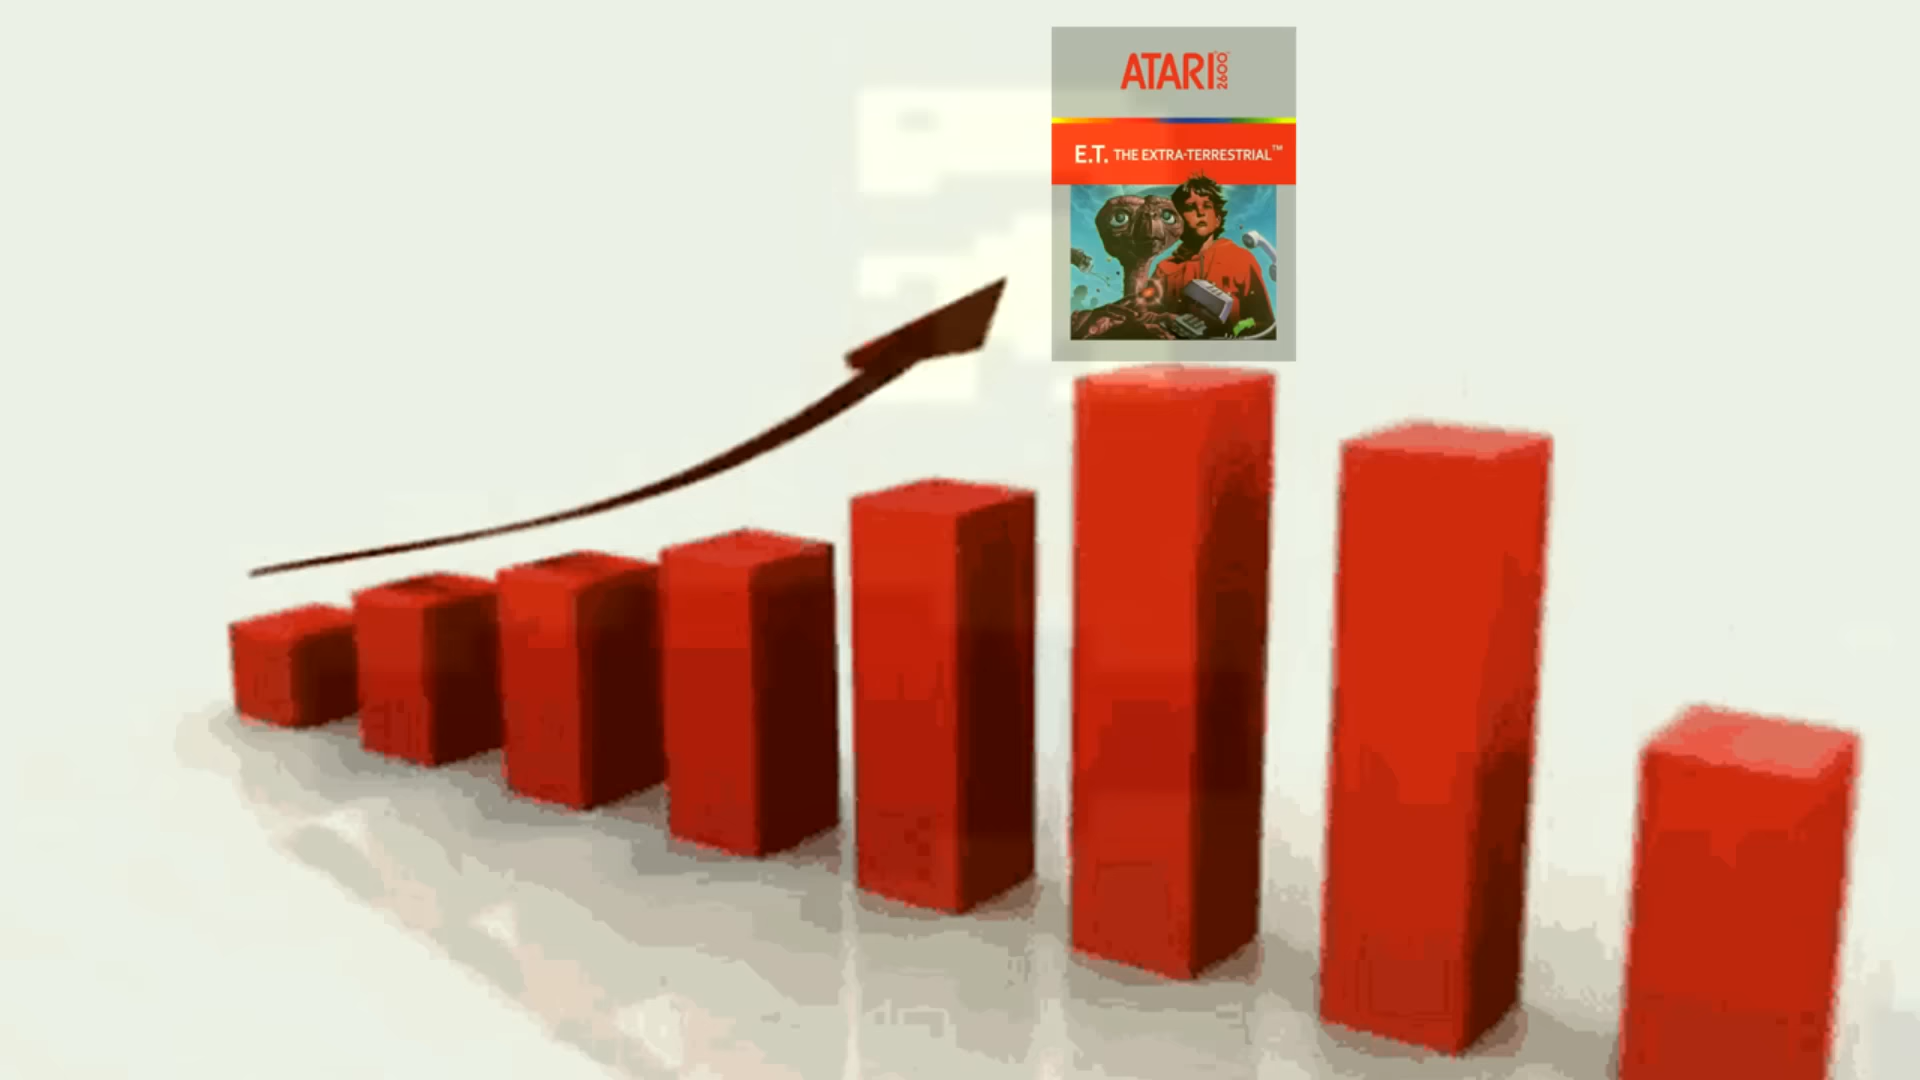 ATARI 2600
E.T. THE EXTRA-TERRESTRIAL™